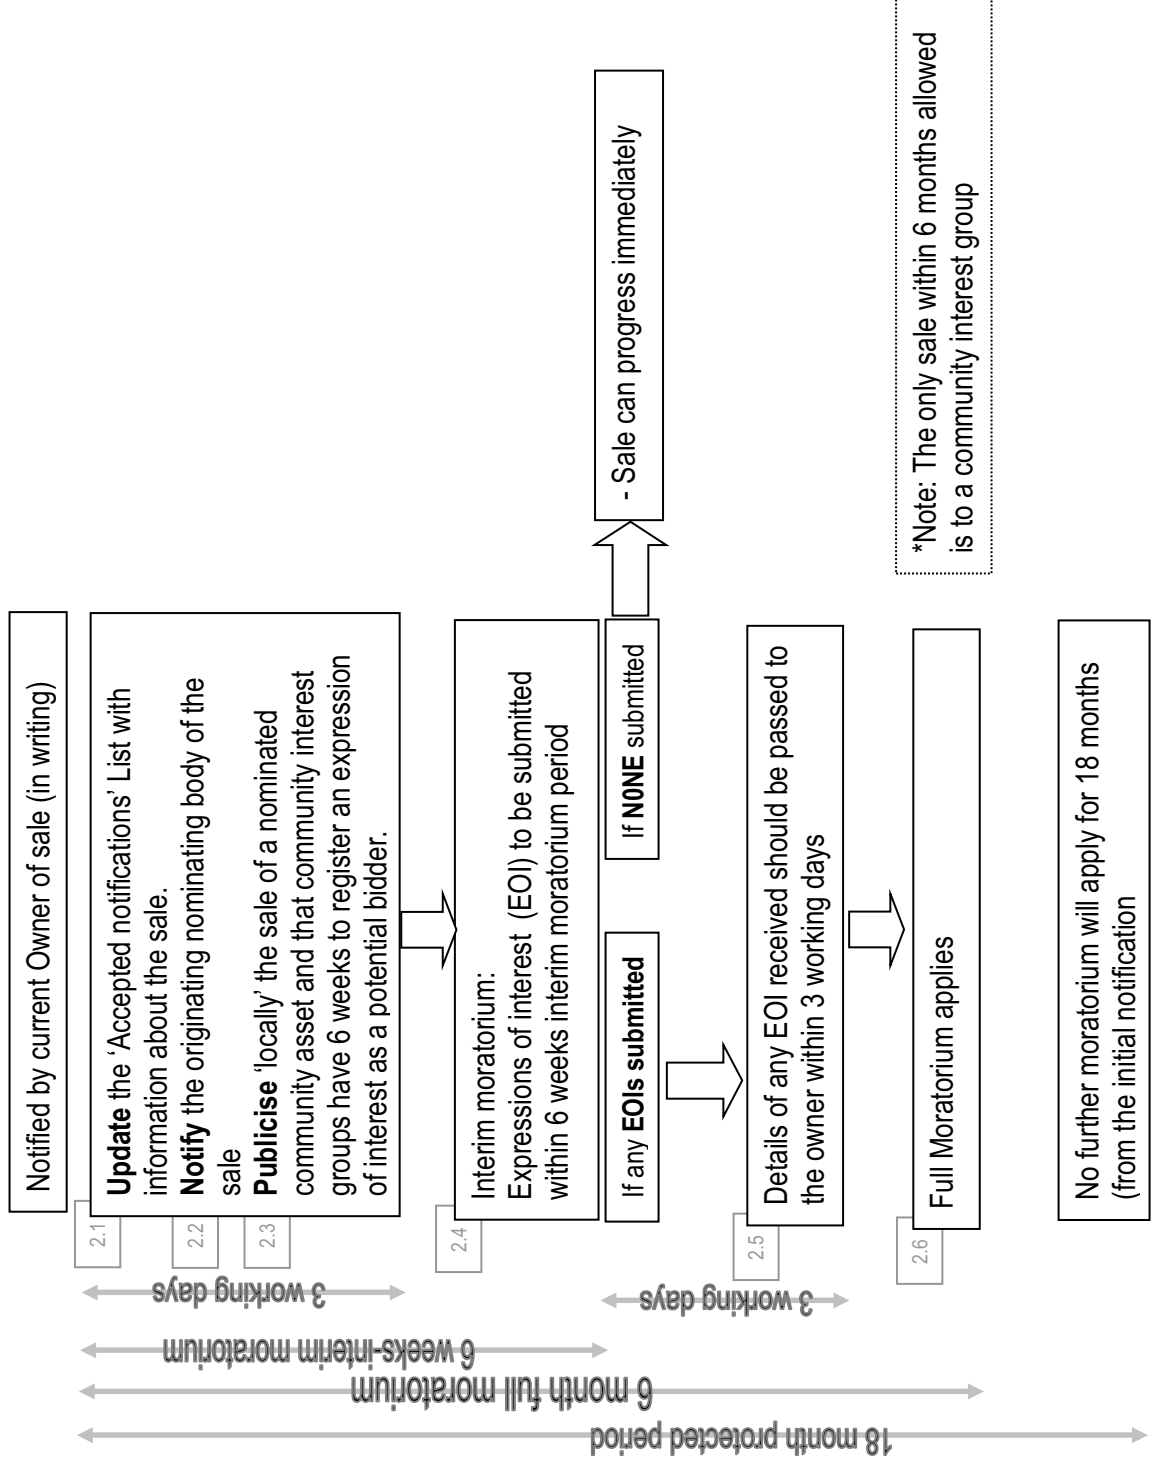 Notified by current Owner of sale (in writing)
2.1
Update the ‘Accepted notifications’ List with
information about the sale.
2.2
Notify the originating nominating body of the
sale
2.3
Publicise ‘locally’ the sale of a nominated
community asset and that community interest
groups have 6 weeks to register an expression
of interest as a potential bidder.
2.4
Interim moratorium:
Expressions of interest (EOI) to be submitted
within 6 weeks interim moratorium period
If any EOIs submitted
If N0NE submitted
- Sale can progress immediately
2.5
Details of any EOI received should be passed to
the owner within 3 working days
2.6
Full Moratorium applies
*Note: The only sale within 6 months allowed
is to a community interest group
No further moratorium will apply for 18 months
(from the initial notification
3 working days
3 working days
6 weeks-interim moratorium
6 month full moratorium
18 month protected period